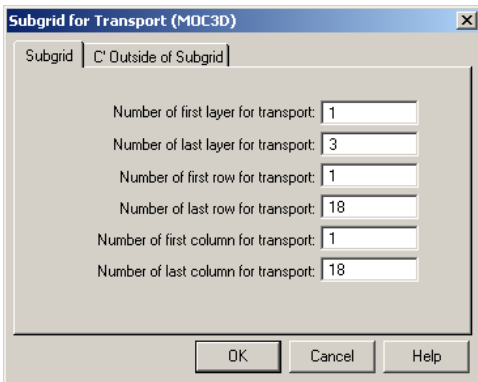 Subgrid for Transport (MOC3D)
Subgrid C' Outside of Subgrid
Number of first layer for transport: 1
Number of last layer for transport: 3
Number of first row for transport: 1
Number of last row for transport: 18
Number of first column for transport: 1
Number of last column for transport: 18
OK Cancel Help